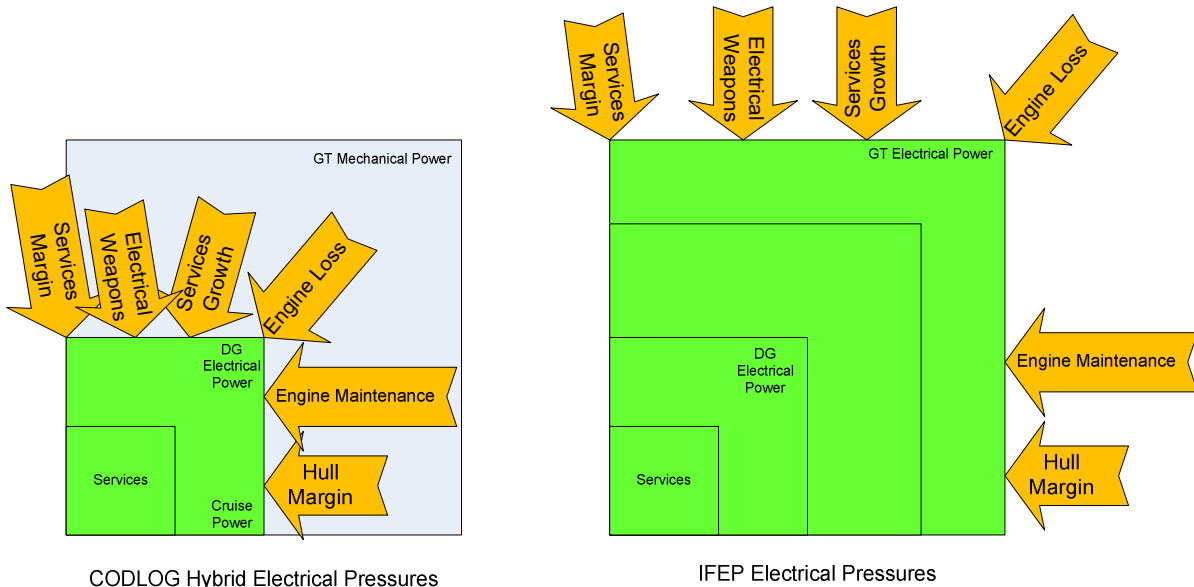 GT Mechanical Power
Services
Margin
Electrical
Weapons
Services
Growth
Engine Loss
DG
Electrical
Power
Engine Maintenance
Services
Cruise
Power
Hull
Margin
CODLOG Hybrid Electrical Pressures
Services
Margin
Electrical
Weapons
Services
Growth
Engine Loss
GT Electrical Power
DG
Electrical
Power
Engine Maintenance
Services
Hull
Margin
IFEP Electrical Pressures